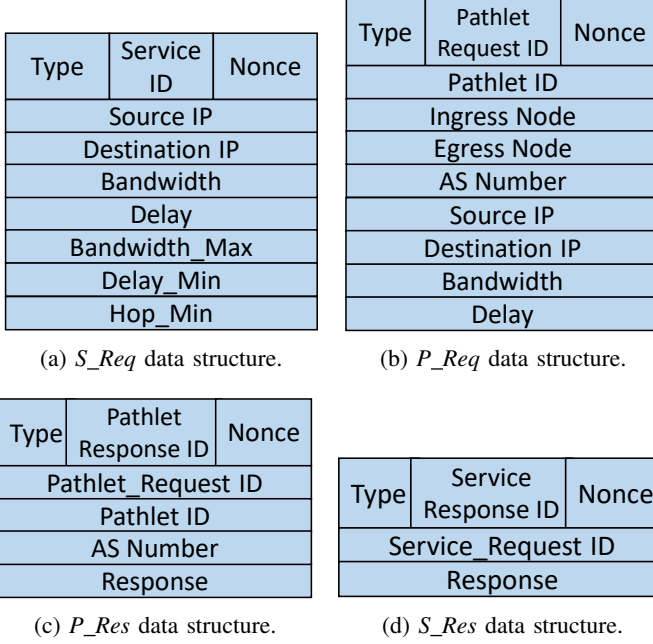 Type
Service
ID
Nonce
Source IP
Destination IP
Bandwidth
Delay
Bandwidth_Max
Delay_Min
Hop_Min
(a) S_Req data structure.
Type
Pathlet
Request ID
Nonce
Pathlet ID
Ingress Node
Egress Node
AS Number
Source IP
Destination IP
Bandwidth
Delay
(b) P_Req data structure.
Type
Pathlet
Response ID
Nonce
Pathlet_Request ID
Pathlet ID
AS Number
Response
(c) P_Res data structure.
Type
Service
Response ID
Nonce
Service_Request ID
Response
(d) S_Res data structure.